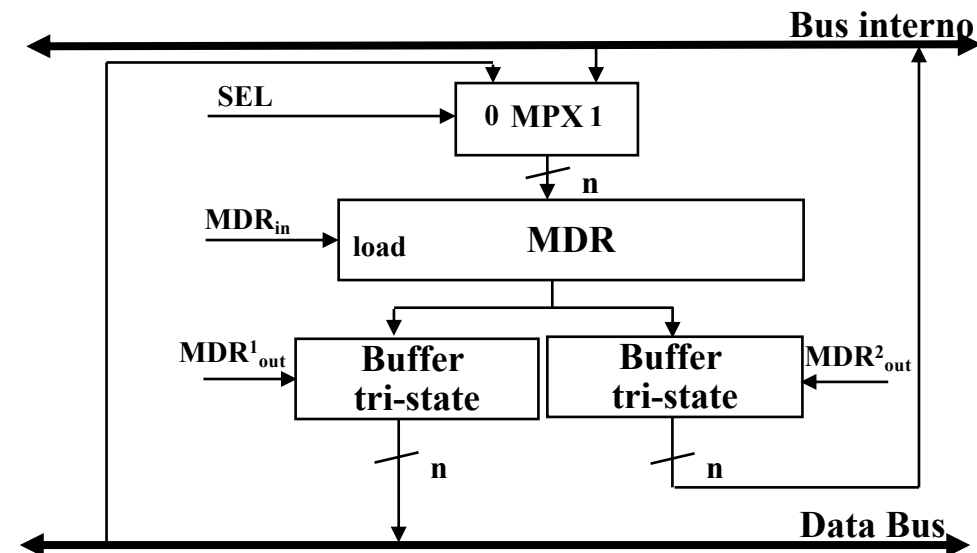 Bus interno
SEL
0 MPX 1
n
MDRin
load
MDR
MDR¹out
Buffer
tri-state
Buffer
tri-state
MDR²out
n
n
Data Bus